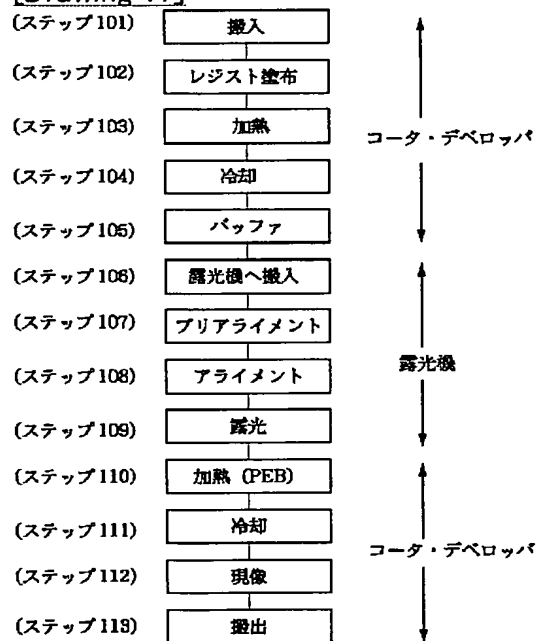 (ステップ101) 搬入
(ステップ102) レジスト塗布
(ステップ103) 加熱
コータ・デベロッパ
(ステップ104) 冷却
(ステップ105) バッファ
(ステップ106) 露光機へ搬入
(ステップ107) プリアライメント
露光機
(ステップ108) アライメント
(ステップ109) 露光
(ステップ110) 加熱 (PEB)
(ステップ111) 冷却
コータ・デベロッパ
(ステップ112) 現像
(ステップ113) 搬出